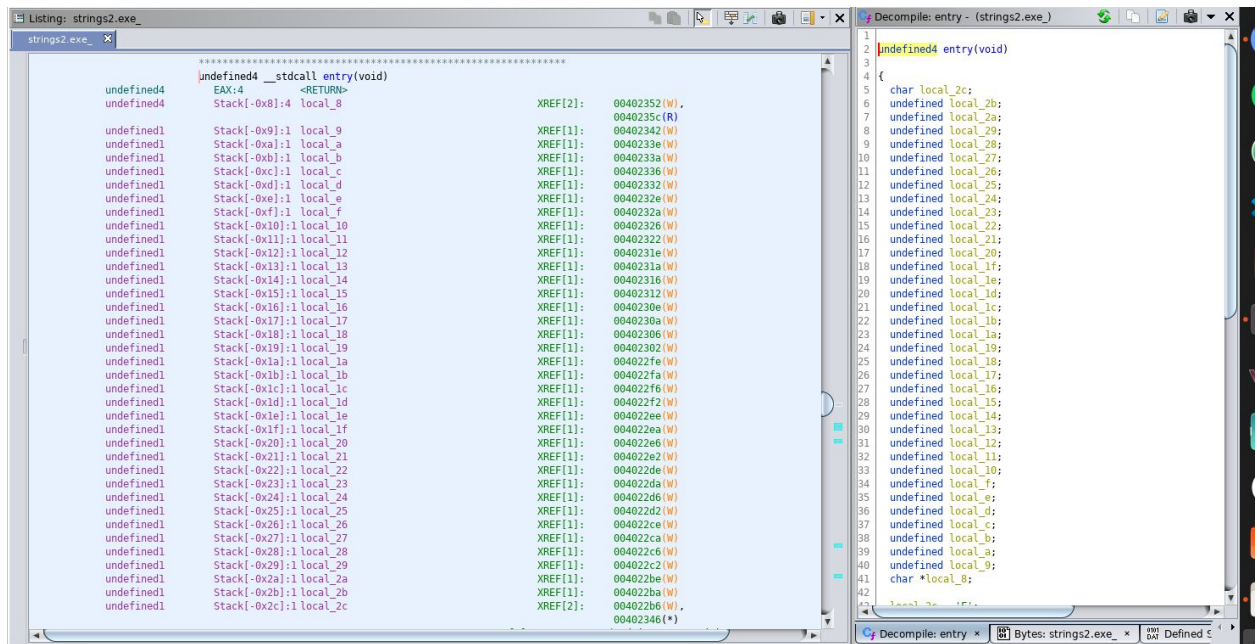 Listing: strings2.exe_
strings2.exe_
*************************************************************
undefined4 __stdcall entry(void)
undefined4 EAX:4 <RETURN>
undefined4 Stack[-0x8]:4 local_8 XREF[2]: 00402352(W),
0040235c(R)
undefined1 Stack[-0x9]:1 local_9 XREF[1]: 00402342(W)
undefined1 Stack[-0xa]:1 local_a XREF[1]: 0040233e(W)
undefined1 Stack[-0xb]:1 local_b XREF[1]: 0040233a(W)
undefined1 Stack[-0xc]:1 local_c XREF[1]: 00402336(W)
undefined1 Stack[-0xd]:1 local_d XREF[1]: 00402332(W)
undefined1 Stack[-0xe]:1 local_e XREF[1]: 0040232e(W)
undefined1 Stack[-0xf]:1 local_f XREF[1]: 0040232a(W)
undefined1 Stack[-0x10]:1 local_10 XREF[1]: 00402326(W)
undefined1 Stack[-0x11]:1 local_11 XREF[1]: 00402322(W)
undefined1 Stack[-0x12]:1 local_12 XREF[1]: 0040231e(W)
undefined1 Stack[-0x13]:1 local_13 XREF[1]: 0040231a(W)
undefined1 Stack[-0x14]:1 local_14 XREF[1]: 00402316(W)
undefined1 Stack[-0x15]:1 local_15 XREF[1]: 00402312(W)
undefined1 Stack[-0x16]:1 local_16 XREF[1]: 0040230e(W)
undefined1 Stack[-0x17]:1 local_17 XREF[1]: 0040230a(W)
undefined1 Stack[-0x18]:1 local_18 XREF[1]: 00402306(W)
undefined1 Stack[-0x19]:1 local_19 XREF[1]: 00402302(W)
undefined1 Stack[-0x1a]:1 local_1a XREF[1]: 004022fe(W)
undefined1 Stack[-0x1b]:1 local_1b XREF[1]: 004022fa(W)
undefined1 Stack[-0x1c]:1 local_1c XREF[1]: 004022f6(W)
undefined1 Stack[-0x1d]:1 local_1d XREF[1]: 004022f2(W)
undefined1 Stack[-0x1e]:1 local_1e XREF[1]: 004022ee(W)
undefined1 Stack[-0x1f]:1 local_1f XREF[1]: 004022ea(W)
undefined1 Stack[-0x20]:1 local_20 XREF[1]: 004022e6(W)
undefined1 Stack[-0x21]:1 local_21 XREF[1]: 004022e2(W)
undefined1 Stack[-0x22]:1 local_22 XREF[1]: 004022de(W)
undefined1 Stack[-0x23]:1 local_23 XREF[1]: 004022da(W)
undefined1 Stack[-0x24]:1 local_24 XREF[1]: 004022d6(W)
undefined1 Stack[-0x25]:1 local_25 XREF[1]: 004022d2(W)
undefined1 Stack[-0x26]:1 local_26 XREF[1]: 004022ce(W)
undefined1 Stack[-0x27]:1 local_27 XREF[1]: 004022ca(W)
undefined1 Stack[-0x28]:1 local_28 XREF[1]: 004022c6(W)
undefined1 Stack[-0x29]:1 local_29 XREF[1]: 004022c2(W)
undefined1 Stack[-0x2a]:1 local_2a XREF[1]: 004022be(W)
undefined1 Stack[-0x2b]:1 local_2b XREF[1]: 004022ba(W)
undefined1 Stack[-0x2c]:1 local_2c XREF[2]: 004022b6(W),
00402346(*)
Decompile: entry - (strings2.exe_)
1
2 undefined4 entry(void)
3
4 {
5 char local_2c;
6 undefined local_2b;
7 undefined local_2a;
8 undefined local_29;
9 undefined local_28;
10 undefined local_27;
11 undefined local_26;
12 undefined local_25;
13 undefined local_24;
14 undefined local_23;
15 undefined local_22;
16 undefined local_21;
17 undefined local_20;
18 undefined local_1f;
19 undefined local_1e;
20 undefined local_1d;
21 undefined local_1c;
22 undefined local_1b;
23 undefined local_1a;
24 undefined local_19;
25 undefined local_18;
26 undefined local_17;
27 undefined local_16;
28 undefined local_15;
29 undefined local_14;
30 undefined local_13;
31 undefined local_12;
32 undefined local_11;
33 undefined local_10;
34 undefined local_f;
35 undefined local_e;
36 undefined local_d;
37 undefined local_c;
38 undefined local_b;
39 undefined local_a;
40 undefined local_9;
41 char *local_8;
42
Decompile: entry × Bytes: strings2.exe_ × Defined S